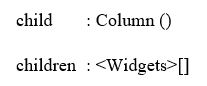 child : Column ()
children : <Widgets>[]